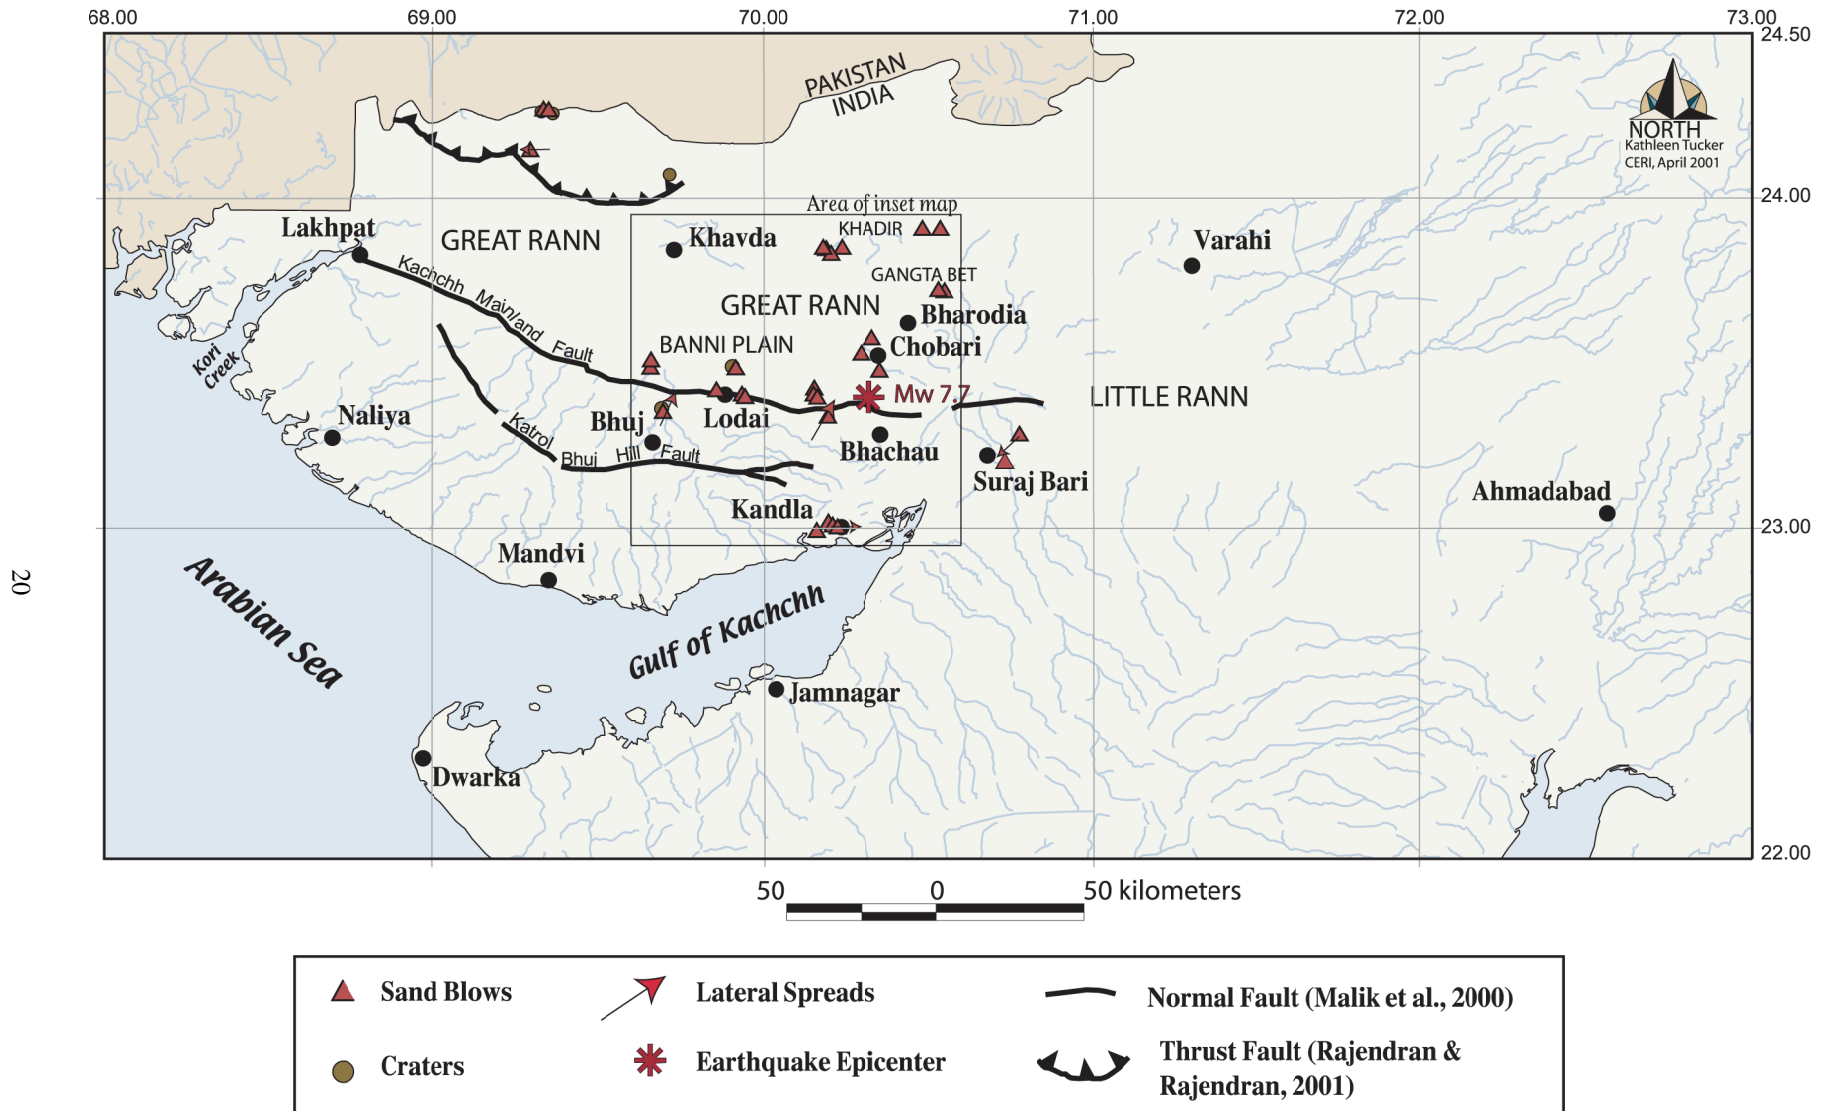 68.00 69.00 70.00 71.00 72.00 73.00
24.50
PAKISTAN
INDIA
NORTH
Kathleen Tucker
CERI, April 2001
24.00
Area of inset map
Lakhpat
GREAT RANN
Khavda
KHADIR
Varahi
Kachchh Mainland Fault
GANGTA BET
GREAT RANN
Bharodia
BANNI PLAIN
Chobari
Kori
Creek
Mw 7.7
LITTLE RANN
Naliya
Bhuj
Lodai
Katrol
Bhuj Hill Fault
Bhachau
Suraj Bari
Ahmadabad
Kandla
23.00
Mandvi
Arabian Sea
20
Gulf of Kachchh
Jamnagar
Dwarka
22.00
50 0 50 kilometers
Sand Blows
Lateral Spreads
Normal Fault (Malik et al., 2000)
Craters
Earthquake Epicenter
Thrust Fault (Rajendran &
Rajendran, 2001)